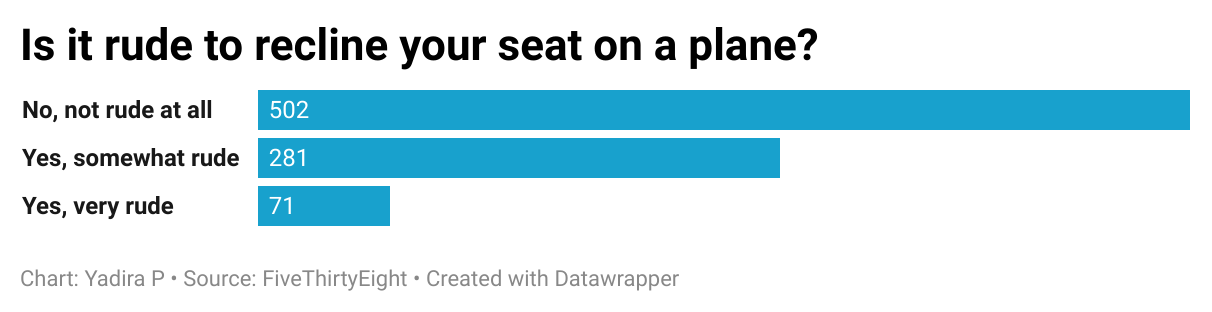 Is it rude to recline your seat on a plane?
No, not rude at all 502
Yes, somewhat rude 281
Yes, very rude 71
Chart: Yadira P • Source: FiveThirtyEight • Created with Datawrapper